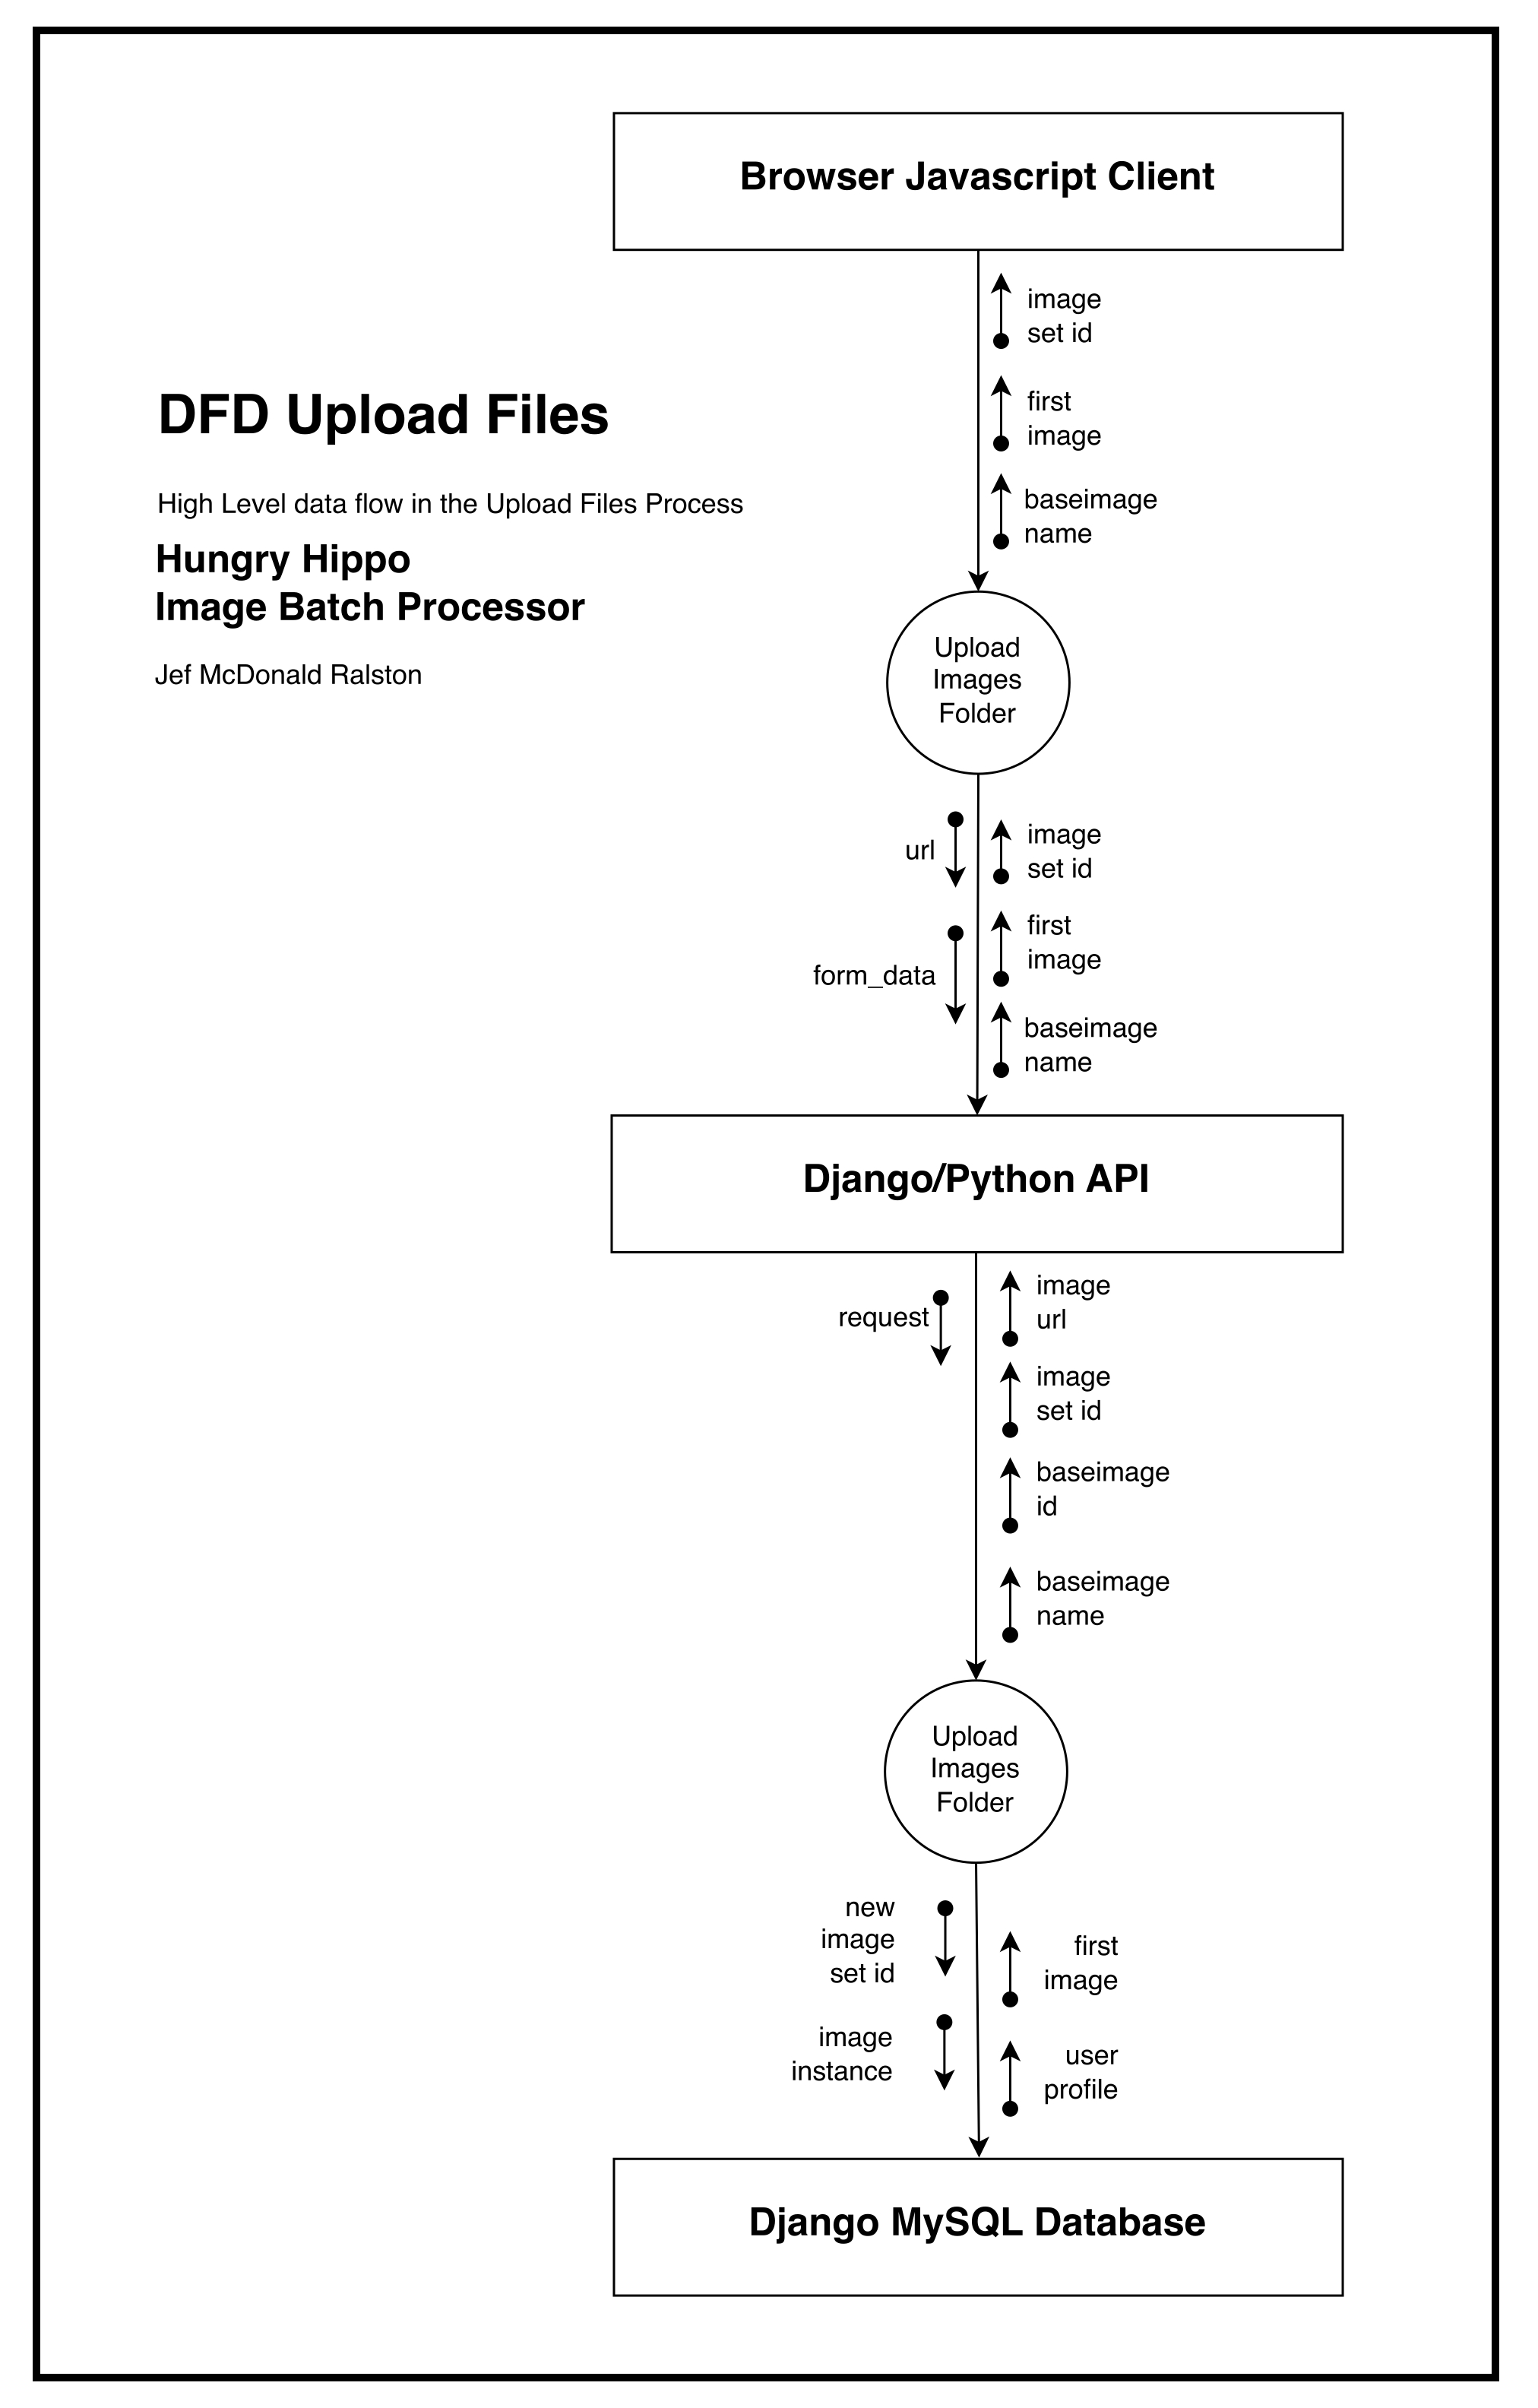 Browser Javascript Client
image
set id
first
image
baseimage
name
DFD Upload Files
High Level data flow in the Upload Files Process
Hungry Hippo
Image Batch Processor
Jef McDonald Ralston
Upload
Images
Folder
url
form_data
image
set id
first
image
baseimage
name
Django/Python API
request
image
url
image
set id
baseimage
id
baseimage
name
Upload
Images
Folder
new
image
set id
image
instance
first
image
user
profile
Django MySQL Database